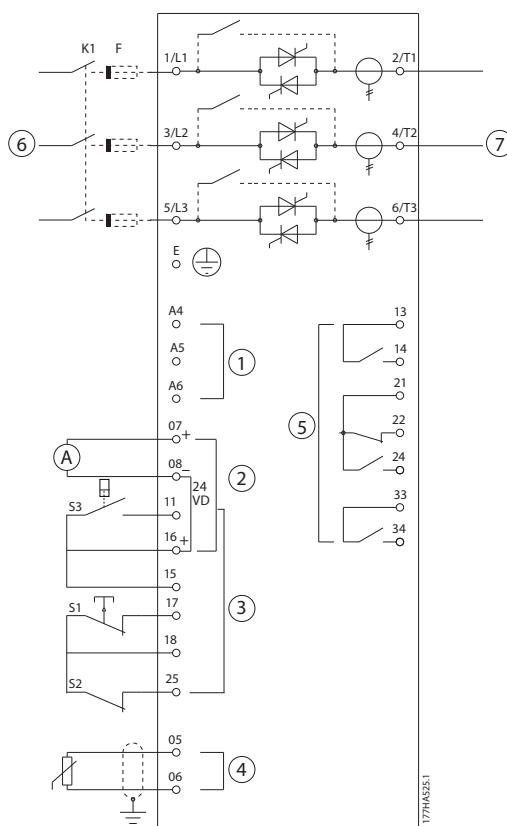 K1 F 1/L1 2/T1
6 3/L2 4/T2 7
5/L3 6/T3
E
A4 13
A5 1 14
A6 21
07 + 5 22
A 08 – 2 24
24
VD
S3 11 33
16 + 34
15
S1 17 3
18
S2 25
05
06 4
177HA525.1